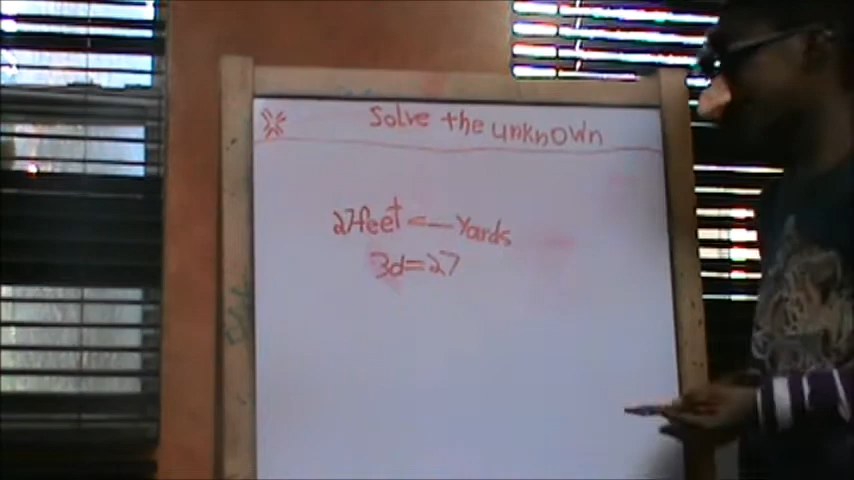 Solve the unknown
27feet = __ Yards
3d=27